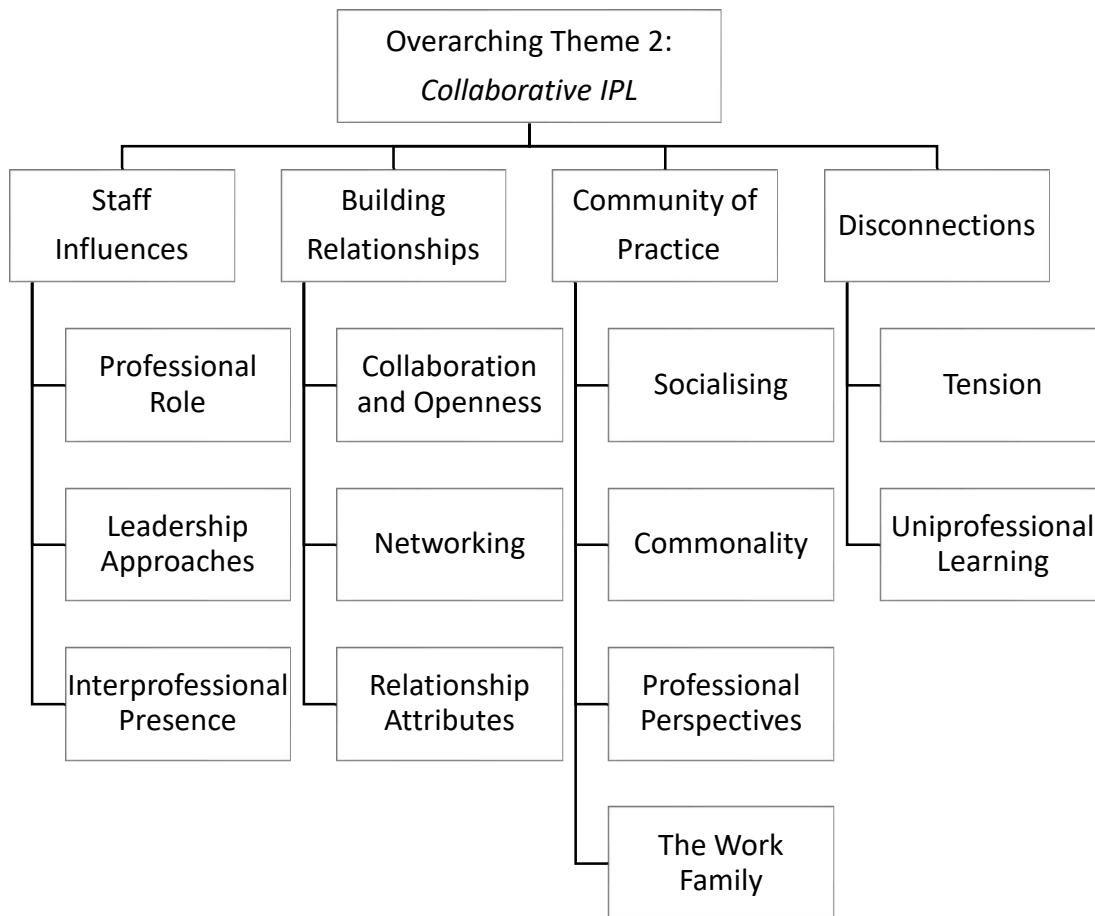 Overarching Theme 2:
Collaborative IPL
Staff
Influences
Professional
Role
Leadership
Approaches
Interprofessional
Presence
Building
Relationships
Collaboration
and Openness
Networking
Relationship
Attributes
Community of
Practice
Socialising
Commonality
Professional
Perspectives
The Work
Family
Disconnections
Tension
Uniprofessional
Learning